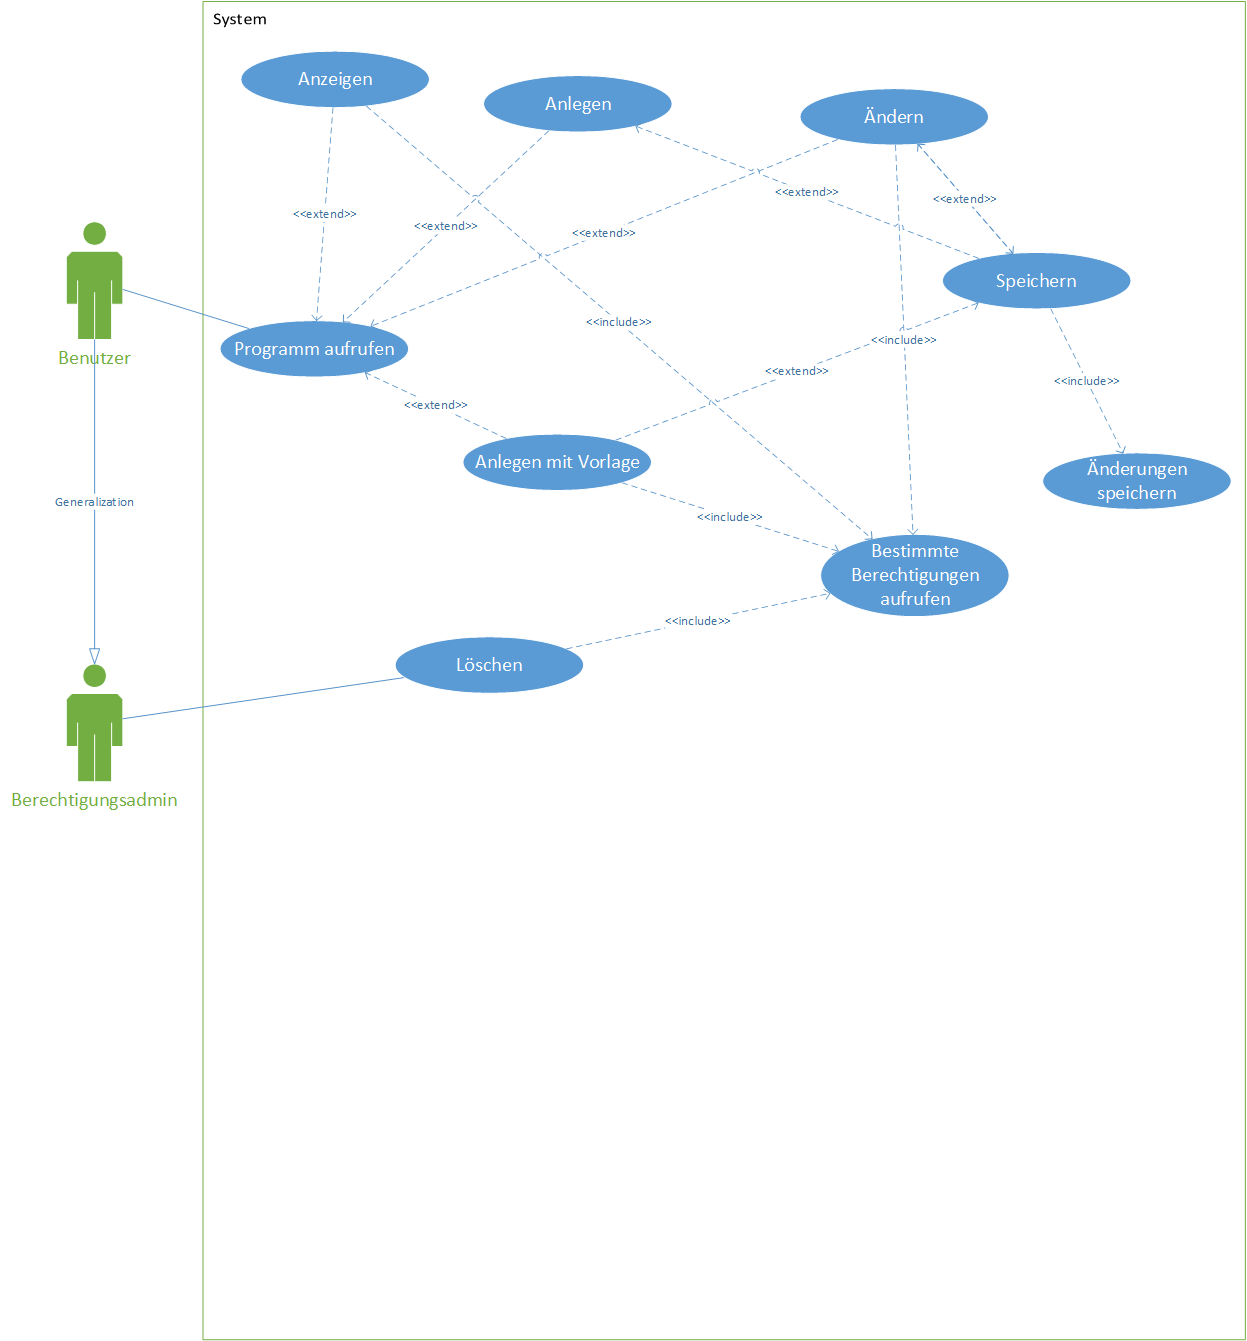 System
Anzeigen
Anlegen
Ändern
<<extend>>
<<extend>>
<<extend>>
<<extend>>
<<extend>>
Speichern
<<include>>
<<include>>
Programm aufrufen
Benutzer
<<extend>>
<<include>>
<<extend>>
Anlegen mit Vorlage
Änderungen
speichern
Generalization
<<include>>
Bestimmte
Berechtigungen
aufrufen
<<include>>
Löschen
Berechtigungsadmin